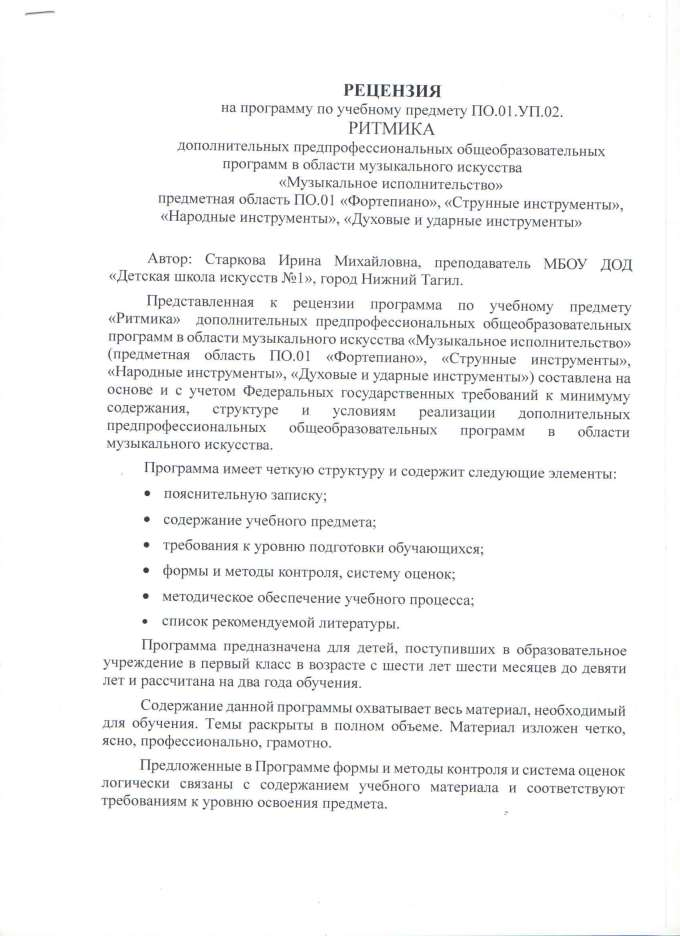 РЕЦЕНЗИЯ
на программу по учебному предмету ПО.01.УП.02.
РИТМИКА
дополнительных предпрофессиональных общеобразовательных
программ в области музыкального искусства
«Музыкальное исполнительство»
предметная область ПО.01 «Фортепиано», «Струнные инструменты»,
«Народные инструменты», «Духовые и ударные инструменты»
Автор: Старкова Ирина Михайловна, преподаватель МБОУ ДОД
«Детская школа искусств №1», город Нижний Тагил.
Представленная к рецензии программа по учебному предмету
«Ритмика» дополнительных предпрофессиональных общеобразовательных
программ в области музыкального искусства «Музыкальное исполнительство»
(предметная область ПО.01 «Фортепиано», «Струнные инструменты»,
«Народные инструменты», «Духовые и ударные инструменты») составлена на
основе и с учетом Федеральных государственных требований к минимуму
содержания, структуре и условиям реализации дополнительных
предпрофессиональных общеобразовательных программ в области
музыкального искусства.
Программа имеет четкую структуру и содержит следующие элементы:
• пояснительную записку;
• содержание учебного предмета;
• требования к уровню подготовки обучающихся;
• формы и методы контроля, систему оценок;
• методическое обеспечение учебного процесса;
• список рекомендуемой литературы.
Программа предназначена для детей, поступивших в образовательное
учреждение в первый класс в возрасте с шести лет шести месяцев до девяти
лет и рассчитана на два года обучения.
Содержание данной программы охватывает весь материал, необходимый
для обучения. Темы раскрыты в полном объеме. Материал изложен четко,
ясно, профессионально, грамотно.
Предложенные в Программе формы и методы контроля и система оценок
логически связаны с содержанием учебного материала и соответствуют
требованиям к уровню освоения предмета.